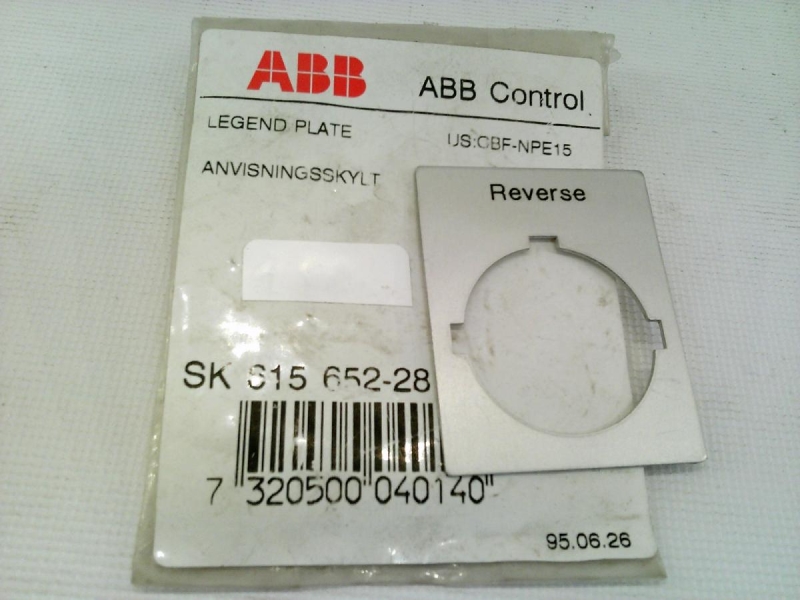 ABB
ABB Control
LEGEND PLATE
US:CBF-NPE15
ANVISNINGSSKYLT
Reverse
SK 615 652-28
7 320500 040140
95.06.26